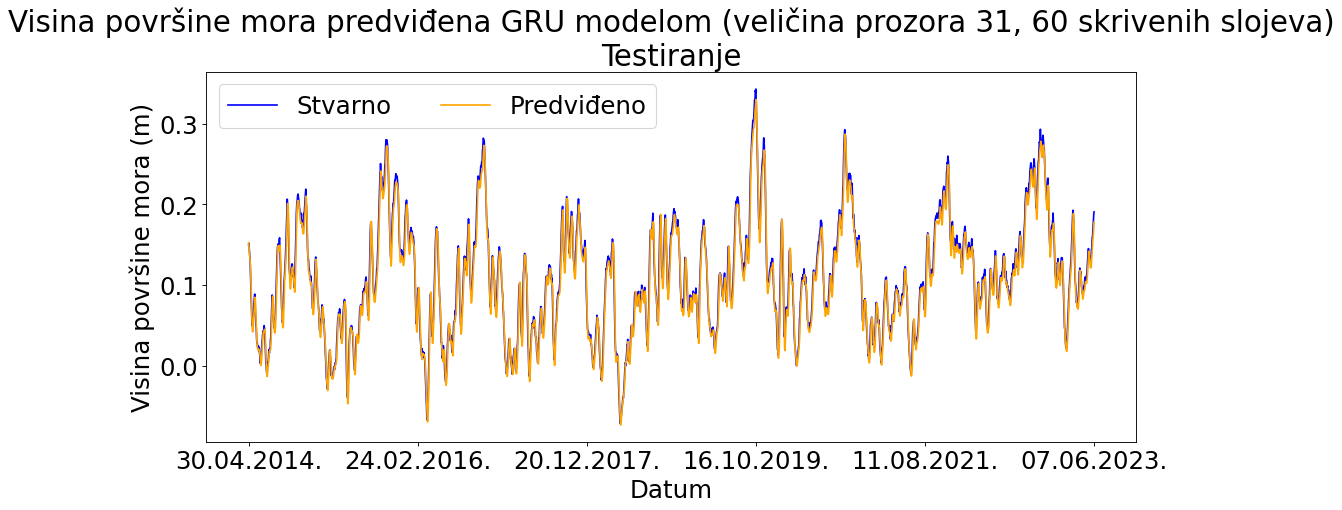 Visina površine mora predviđena GRU modelom (veličina prozora 31, 60 skrivenih slojeva)
Testiranje
Stvarno
Predviđeno
Visina površine mora (m)
0.3
0.2
0.1
0.0
30.04.2014.
24.02.2016.
20.12.2017.
16.10.2019.
11.08.2021.
07.06.2023.
Datum